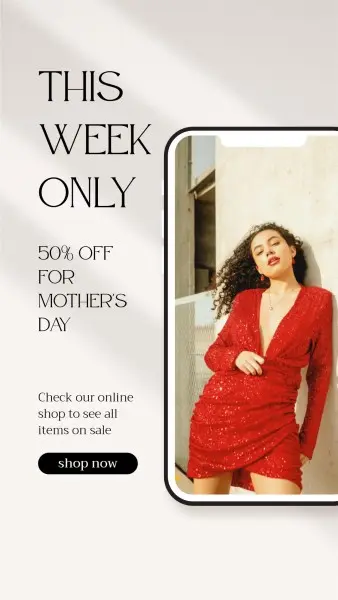 THIS
WEEK
ONLY
50% OFF
FOR
MOTHER'S
DAY
Check our online
shop to see all
items on sale
shop now